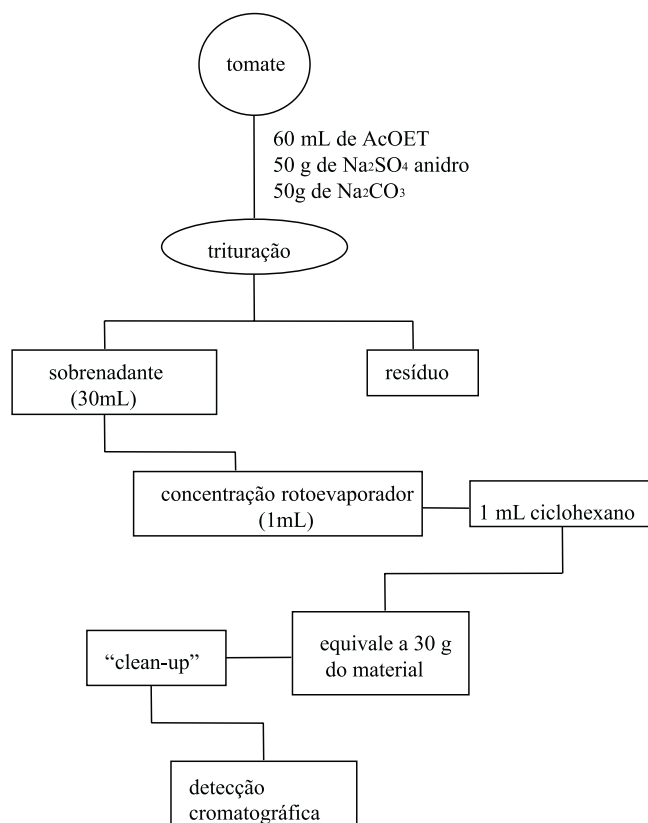 tomate
60 mL de AcOET
50 g de Na₂SO₄ anidro
50g de Na₂CO₃
trituração
sobrenadante
(30mL)
resíduo
concentração rotoevaporador
(1mL)
1 mL ciclohexano
equivale a 30 g
do material
“clean-up”
detecção
cromatográfica